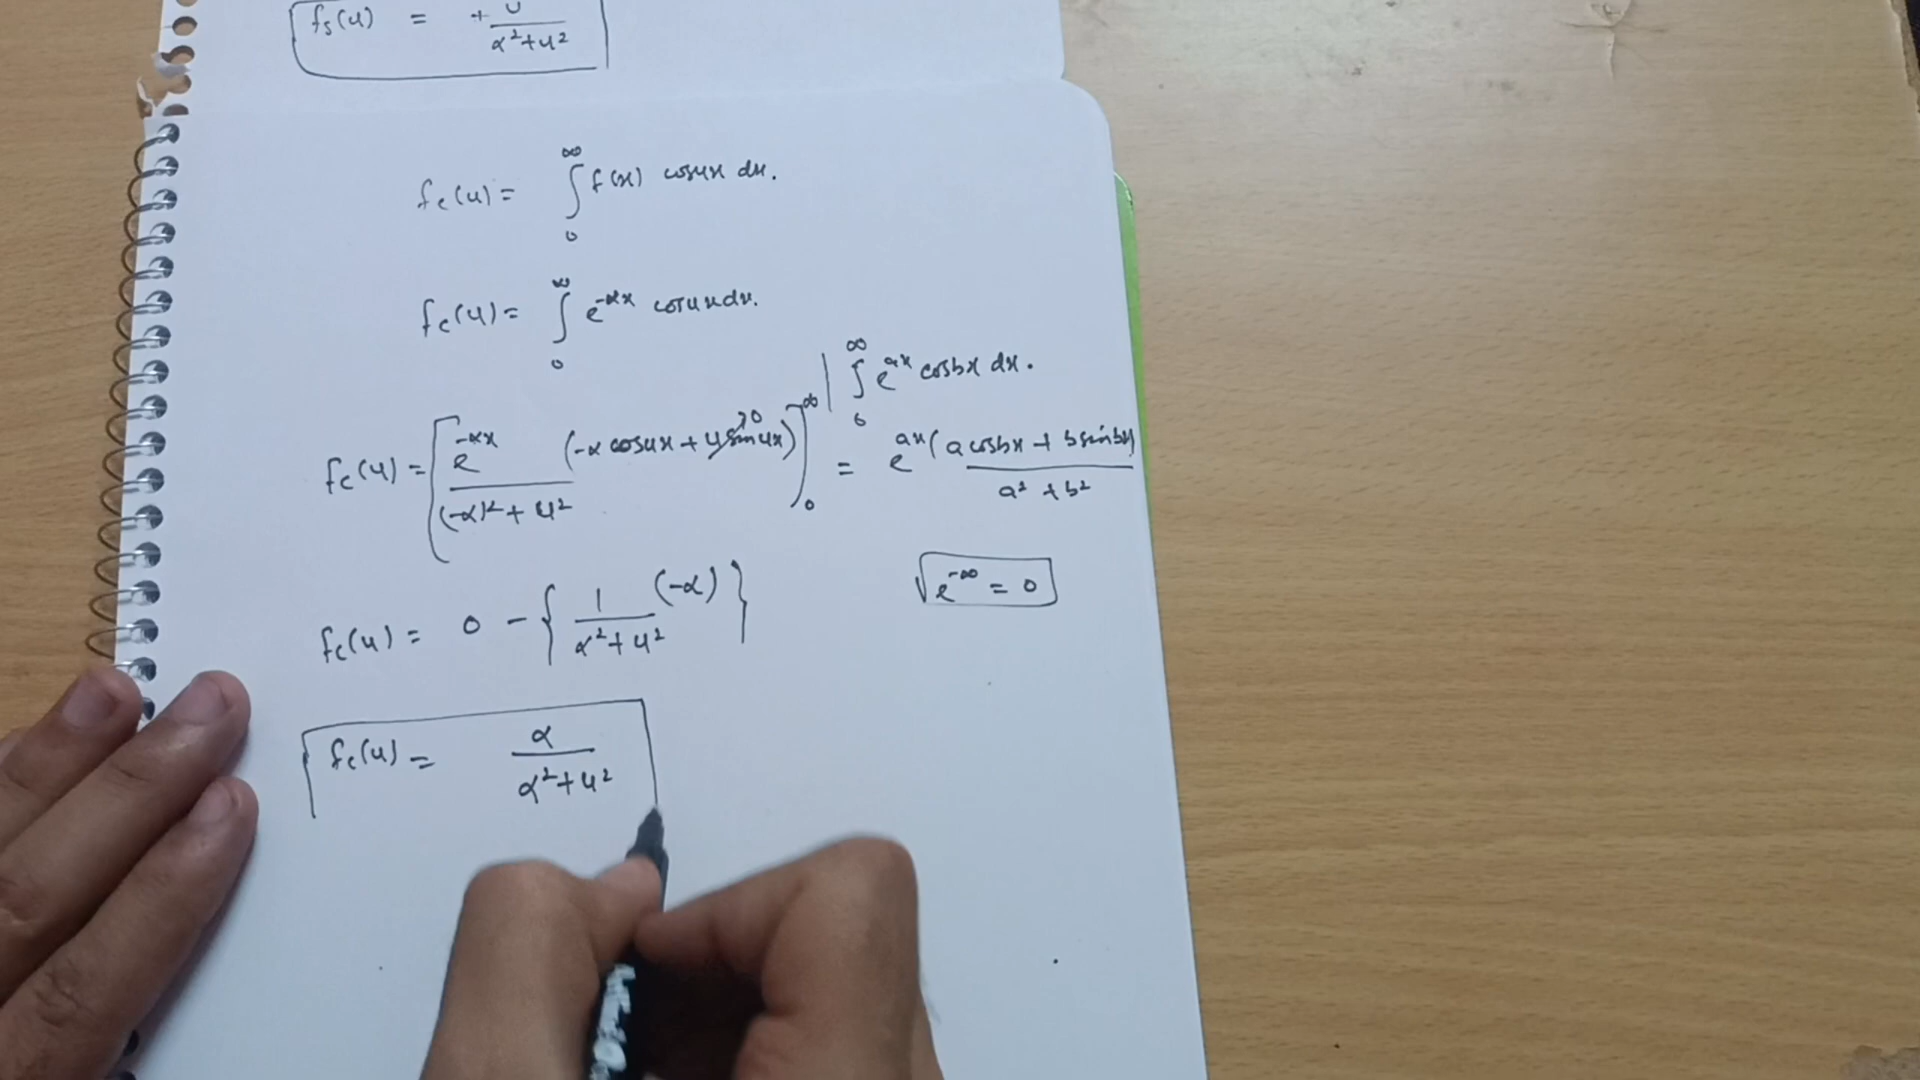 fs(u) = + u / α²+u²
fc(u) = ∫₀^∞ f(x) cosux dx.
fc(u) = ∫₀^∞ e^-αx cosux dx.
∫₀^∞ e^ax cosbx dx.
fc(u) = [e^-αx / (-α)²+u² (-α cosux + u sinux)→0]₀^∞
= e^ax (a cosbx + b sinbx) / a² + b²
e^-∞ = 0
fc(u) = 0 - {1 / α²+u² (-α)}
fc(u) = α / α²+u²